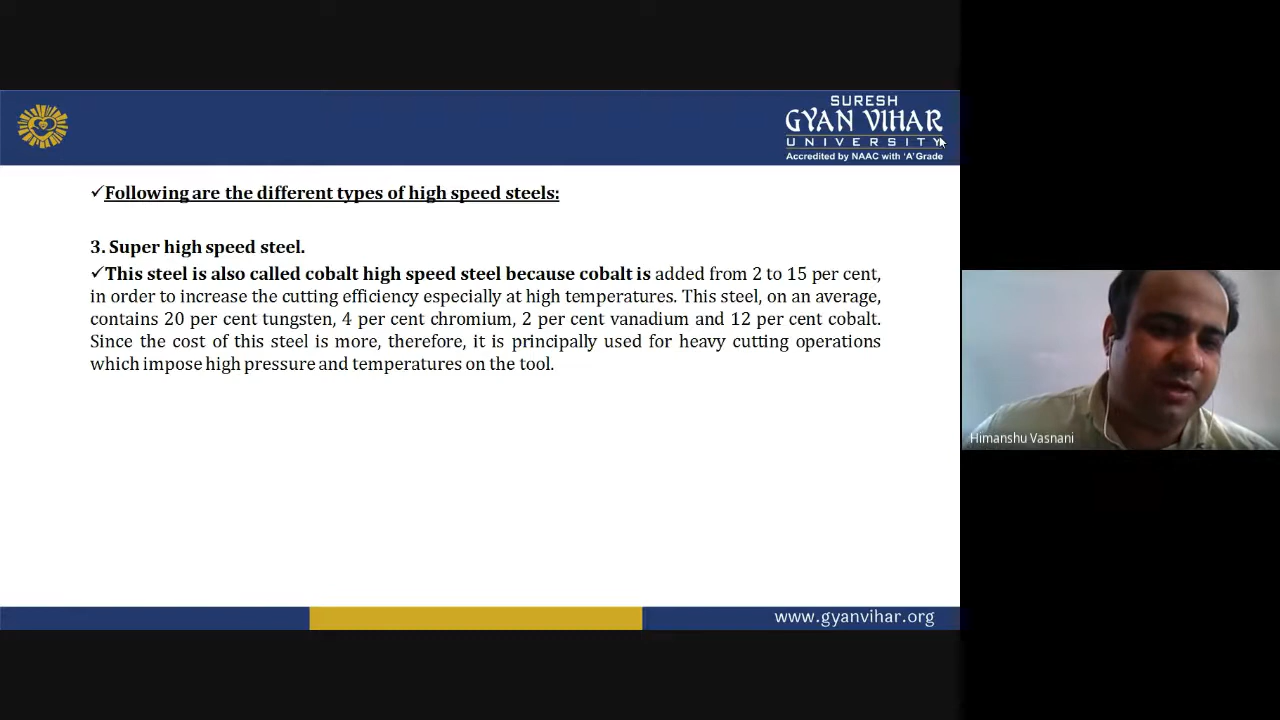 SURESH
GYAN VIHAR
UNIVERSITY
Accredited by NAAC with 'A' Grade
✓Following are the different types of high speed steels:
3. Super high speed steel.
✓This steel is also called cobalt high speed steel because cobalt is added from 2 to 15 per cent,
in order to increase the cutting efficiency especially at high temperatures. This steel, on an average,
contains 20 per cent tungsten, 4 per cent chromium, 2 per cent vanadium and 12 per cent cobalt.
Since the cost of this steel is more, therefore, it is principally used for heavy cutting operations
which impose high pressure and temperatures on the tool.
Himanshu Vasnani
www.gyanvihar.org